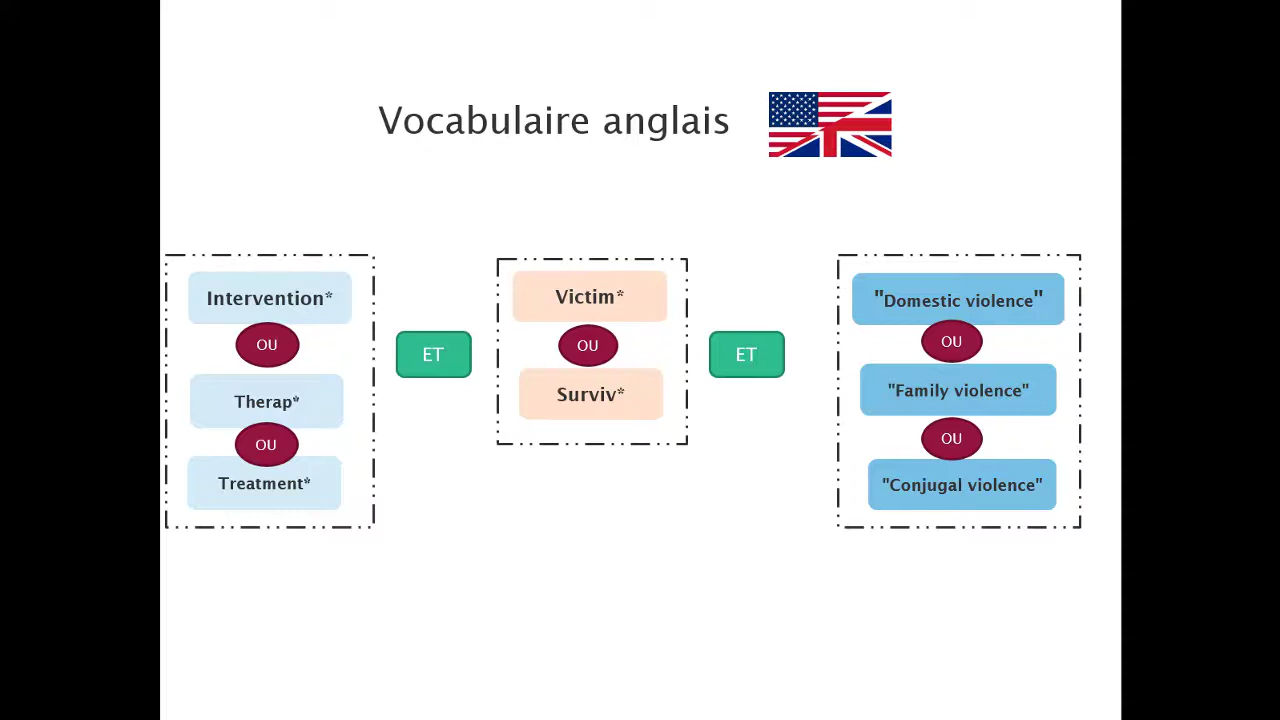 Vocabulaire anglais
Intervention*
OU
Therap*
OU
Treatment*
ET
Victim*
OU
Surviv*
ET
"Domestic violence"
OU
"Family violence"
OU
"Conjugal violence"